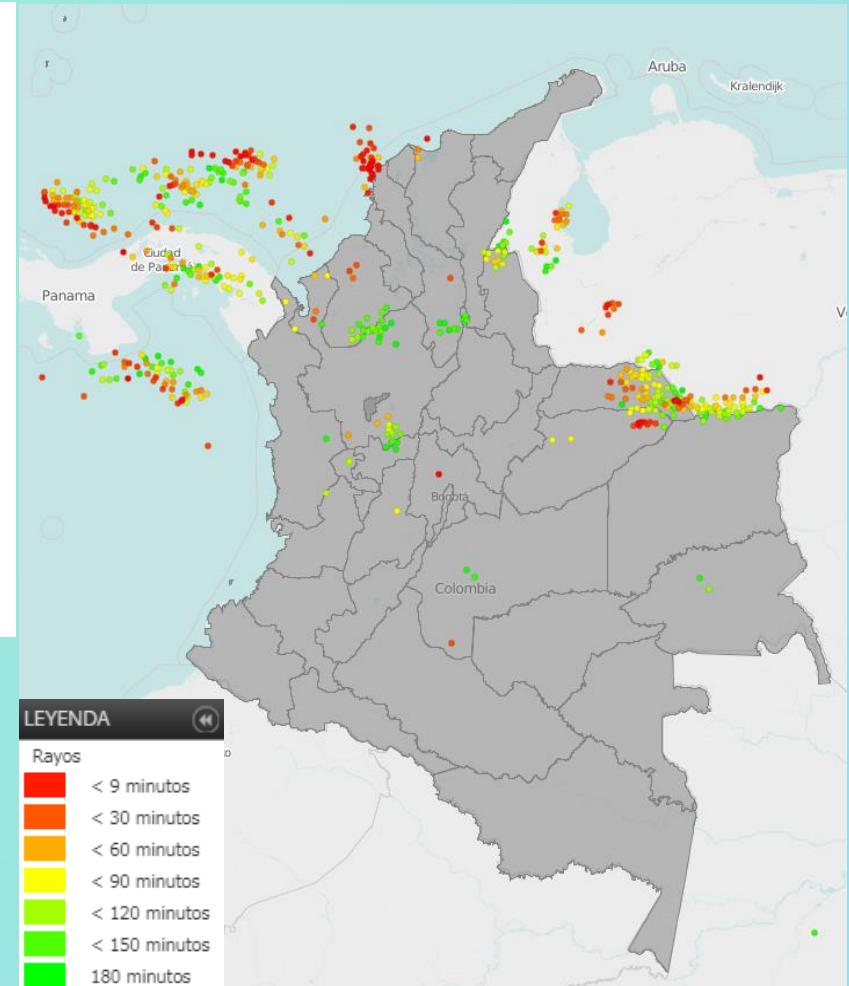 Aruba
Kralendijk
Ciudad
de Panamá
Panama
V
Bogotá
Colombia
LEYENDA
o
Rayos
< 9 minutos
< 30 minutos
< 60 minutos
< 90 minutos
< 120 minutos
< 150 minutos
180 minutos